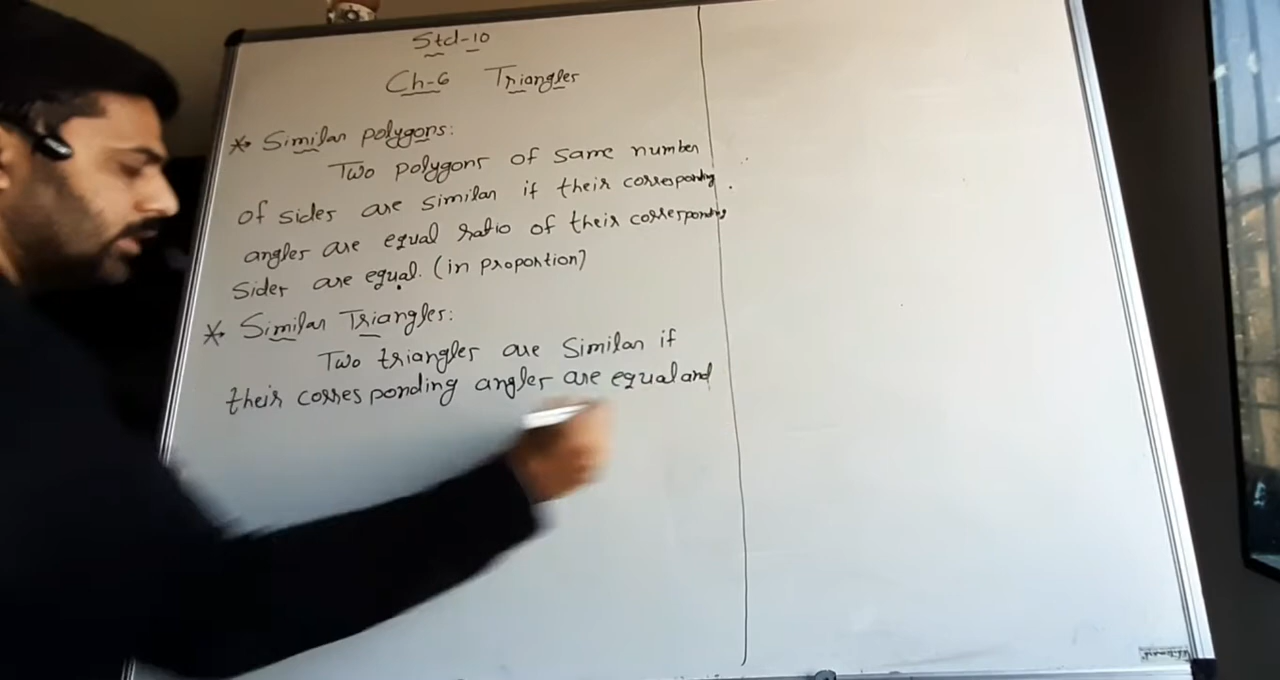 Std-10
Ch-6 Triangles
* Similar polygons:
Two polygons of same number
of sides are similar if their corresponding
angles are equal ratio of their corresponding
sides are equal. (in proportion)
* Similar Triangles:
Two triangles are similar if
their corresponding angles are equal and